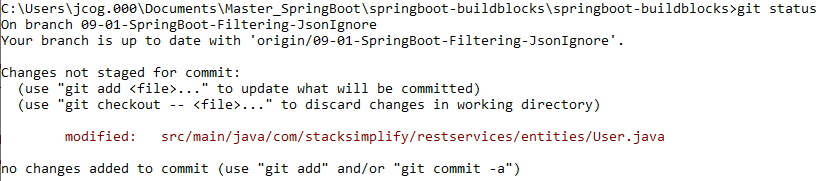 C:\Users\jcog.000\Documents\Master_SpringBoot\springboot-buildblocks\springboot-buildblocks>git status
On branch 09-01-SpringBoot-Filtering-JsonIgnore
Your branch is up to date with 'origin/09-01-SpringBoot-Filtering-JsonIgnore'.
Changes not staged for commit:
(use "git add <file>..." to update what will be committed)
(use "git checkout -- <file>..." to discard changes in working directory)
modified:   src/main/java/com/stacksimplify/restservices/entities/User.java
no changes added to commit (use "git add" and/or "git commit -a")